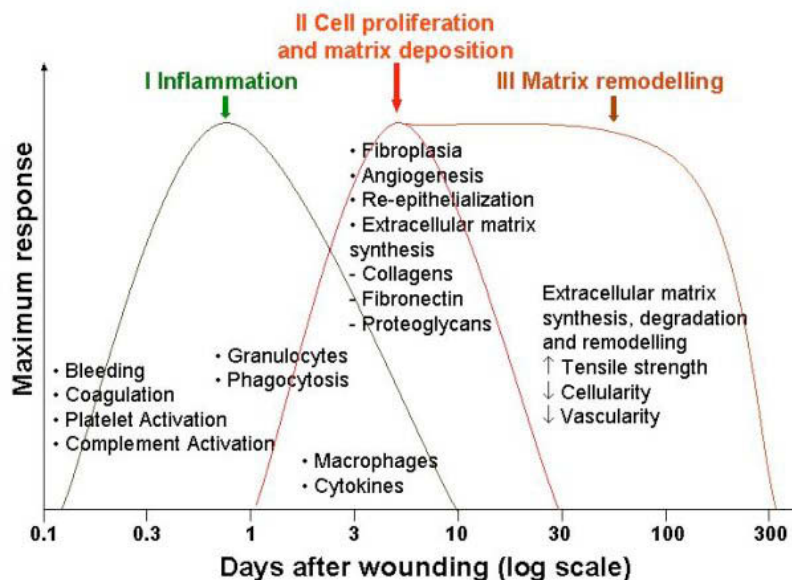 II Cell proliferation
and matrix deposition
I Inflammation
III Matrix remodelling
Maximum response
• Fibroplasia
• Angiogenesis
• Re-epithelialization
• Extracellular matrix
synthesis
- Collagens
- Fibronectin
- Proteoglycans
Extracellular matrix
synthesis, degradation
and remodelling
↑ Tensile strength
↓ Cellularity
↓ Vascularity
• Granulocytes
• Phagocytosis
• Bleeding
• Coagulation
• Platelet Activation
• Complement Activation
• Macrophages
• Cytokines
0.1 0.3 1 3 10 30 100 300
Days after wounding (log scale)